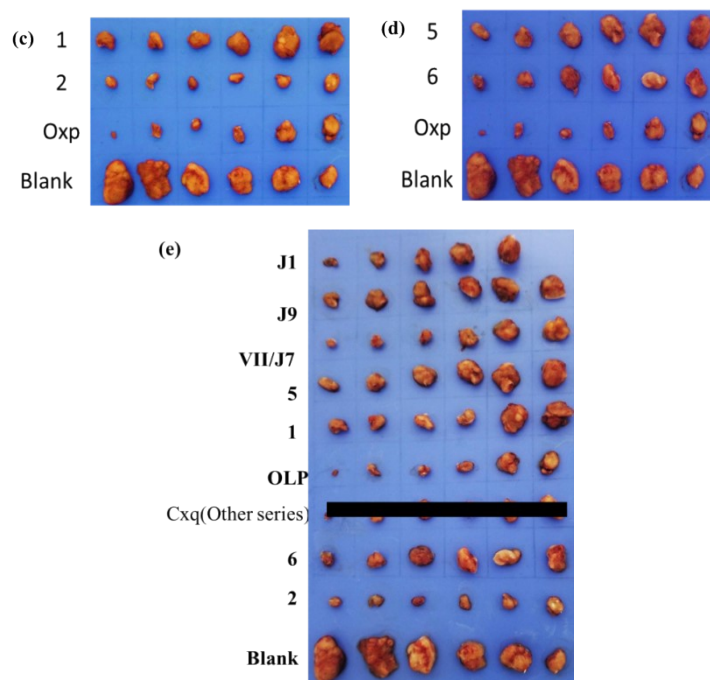 (c)
1
2
Oxp
Blank
(d)
5
6
Oxp
Blank
(e)
J1
J9
VII/J7
5
1
OLP
Cxq(Other series)
6
2
Blank